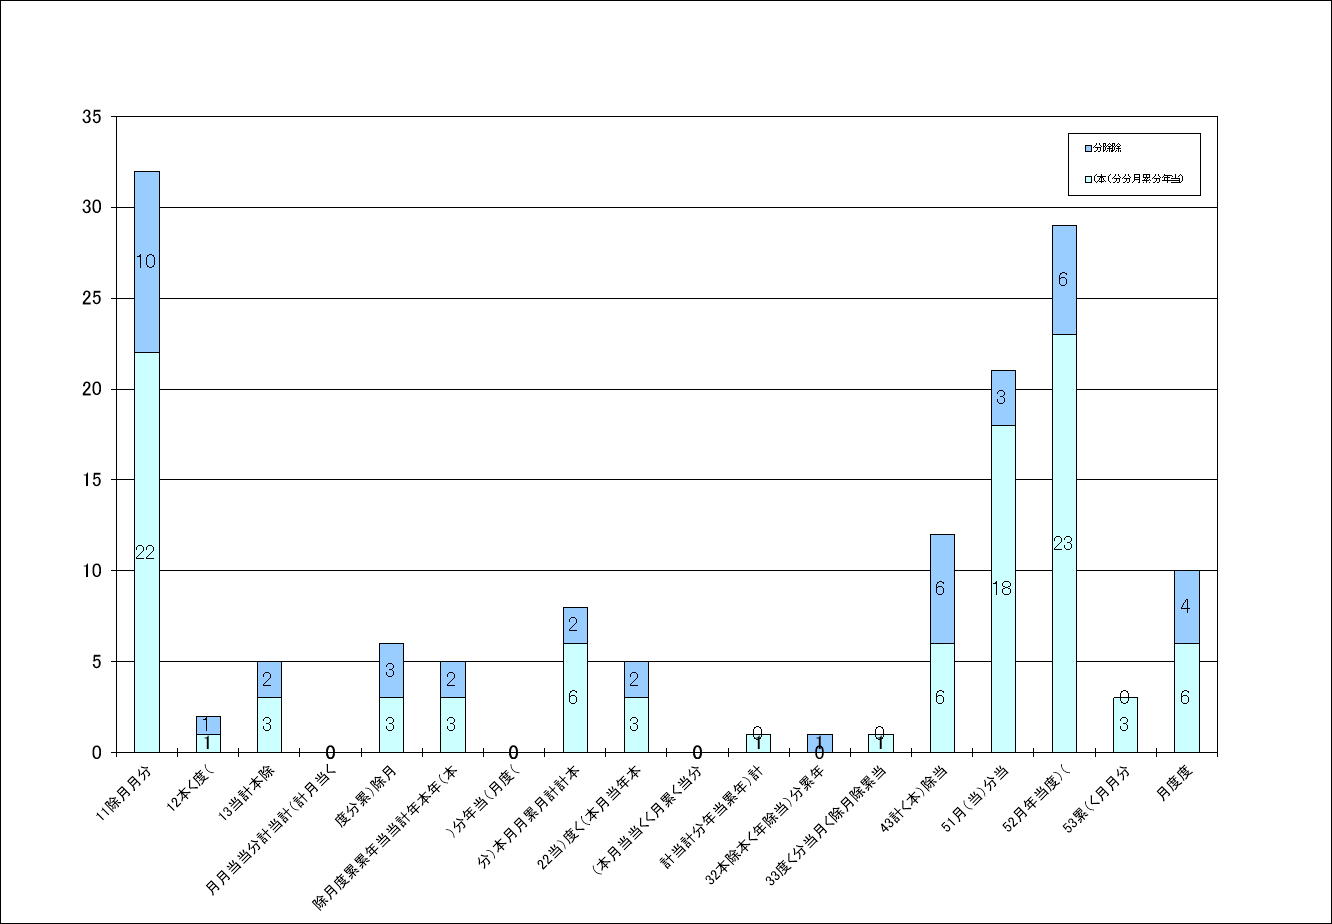 35
30
25
20
15
10
5
0
分除除
(本(分分月累分年当)
10
22
1
1
2
3
0
3
3
2
3
0
2
6
2
3
0
0
1
1
0
0
1
6
6
3
18
6
23
0
3
4
6
11除月月分
12本く度(
13当計本除
月月当当分計当計(計月当く
度分累)除月
除月度累累年当当計年本年(本
)分年当(月度(
分)本月月累月計計本
22当)度く(本月当年本
(本月当当くく月累く当分
計当計分年当累年)計
32本除本く年除当)分累年
33度く分当月く除月除累当
43計く本)除当
51月(当)分当
52月年当度)(
53累(く月月分
月度度